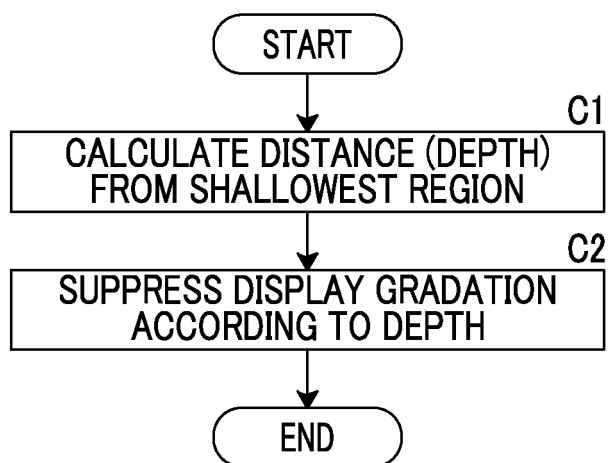 START
C1
CALCULATE DISTANCE (DEPTH)
FROM SHALLOWEST REGION
C2
SUPPRESS DISPLAY GRADATION
ACCORDING TO DEPTH
END